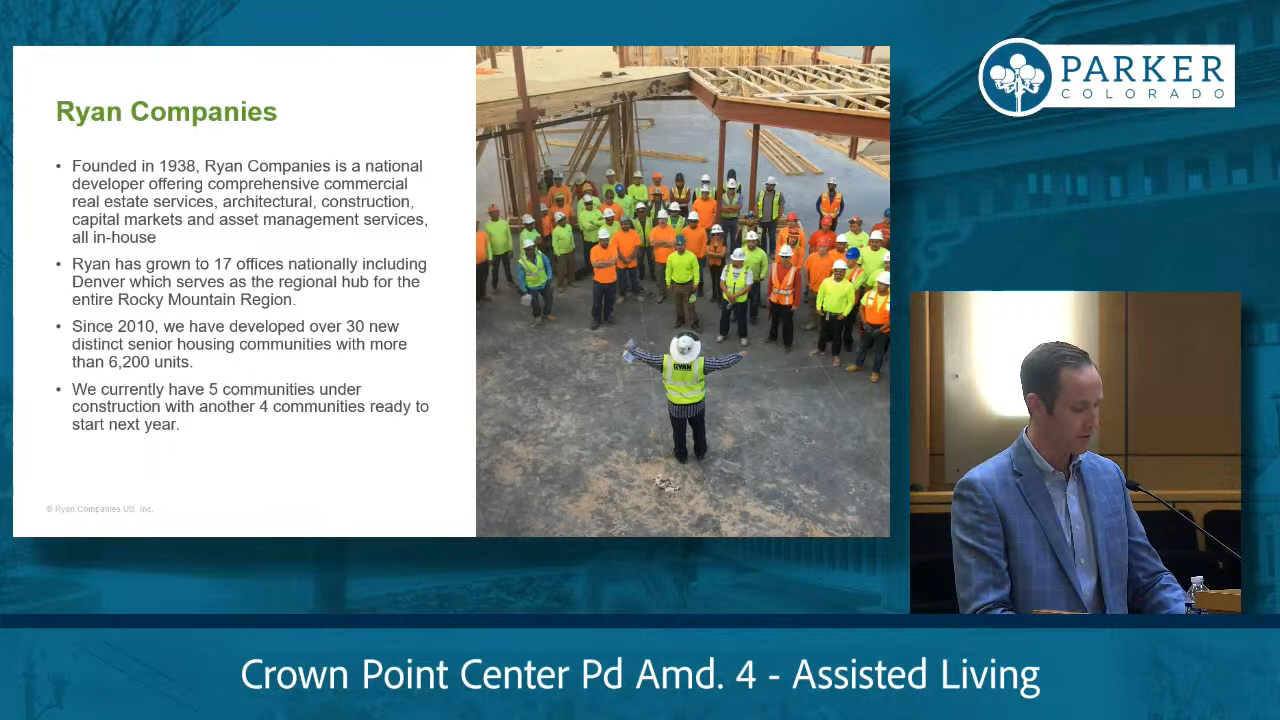 Ryan Companies
• Founded in 1938, Ryan Companies is a national
developer offering comprehensive commercial
real estate services, architectural, construction,
capital markets and asset management services,
all in-house
• Ryan has grown to 17 offices nationally including
Denver which serves as the regional hub for the
entire Rocky Mountain Region.
• Since 2010, we have developed over 30 new
distinct senior housing communities with more
than 6,200 units.
• We currently have 5 communities under
construction with another 4 communities ready to
start next year.
© Ryan Companies US, Inc.
RYAN
PARKER
COLORADO
Crown Point Center Pd Amd. 4 - Assisted Living